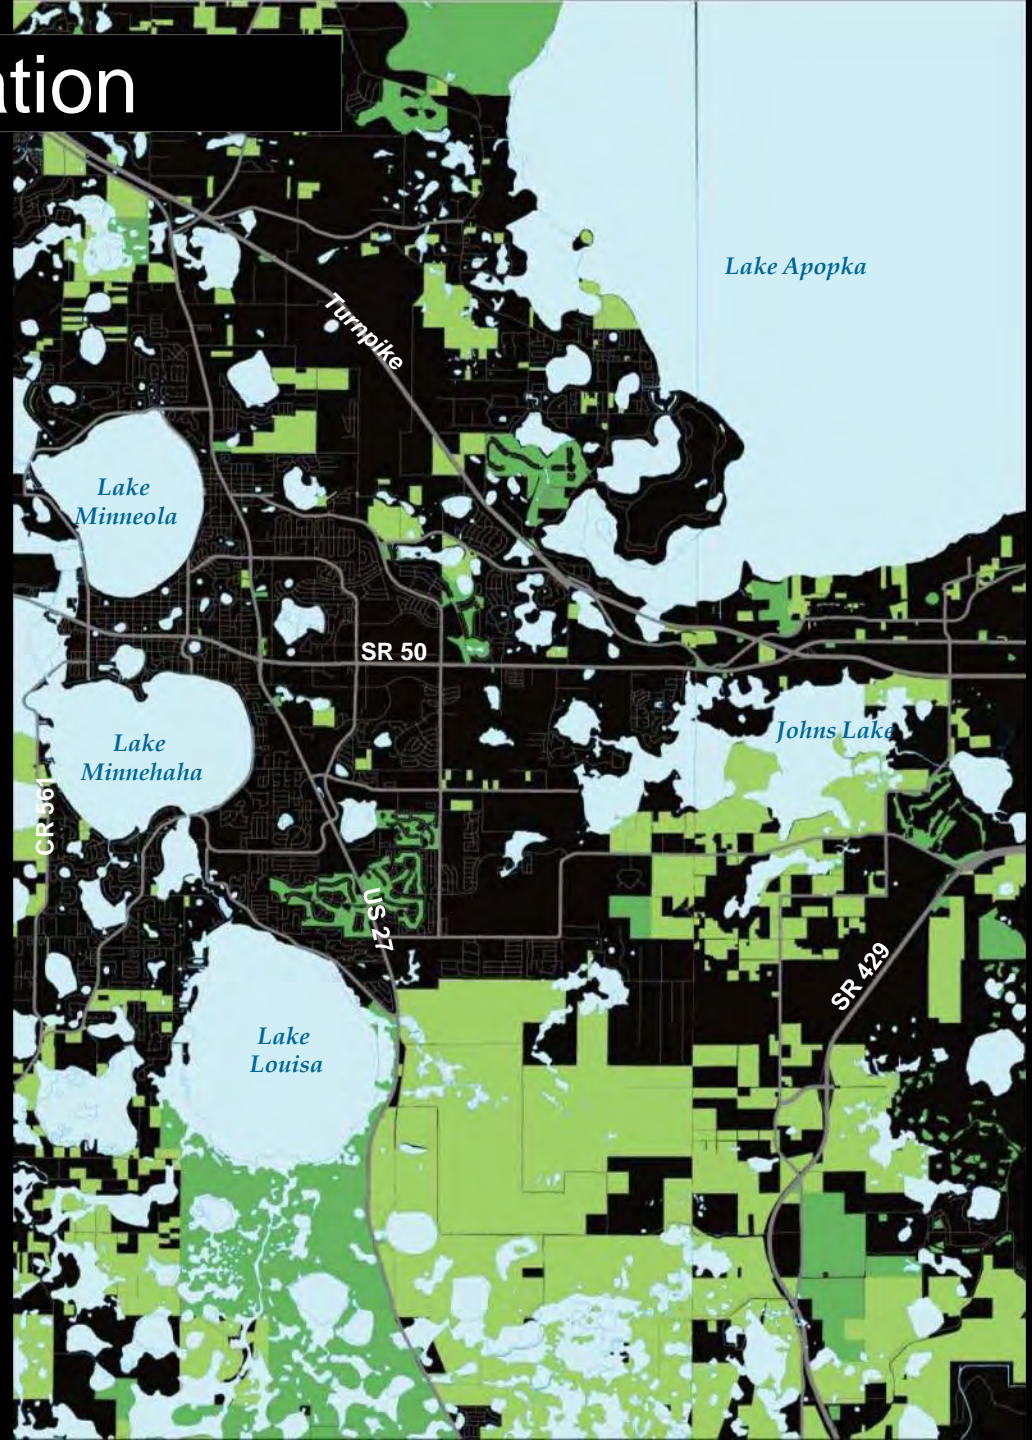 ation
Lake Apopka
Turnpike
Lake
Minneola
SR 50
Johns Lake
Lake
Minnehaha
CR 561
US 27
SR 429
Lake
Louisa